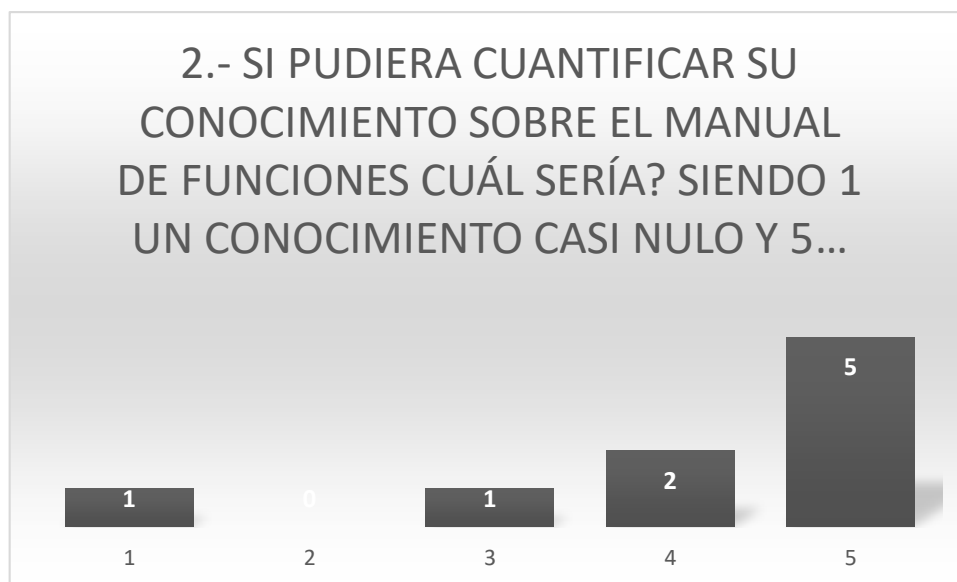 2.- SI PUDIERA CUANTIFICAR SU
CONOCIMIENTO SOBRE EL MANUAL
DE FUNCIONES CUÁL SERÍA? SIENDO 1
UN CONOCIMIENTO CASI NULO Y 5…
1 0 1 2 5
1 2 3 4 5